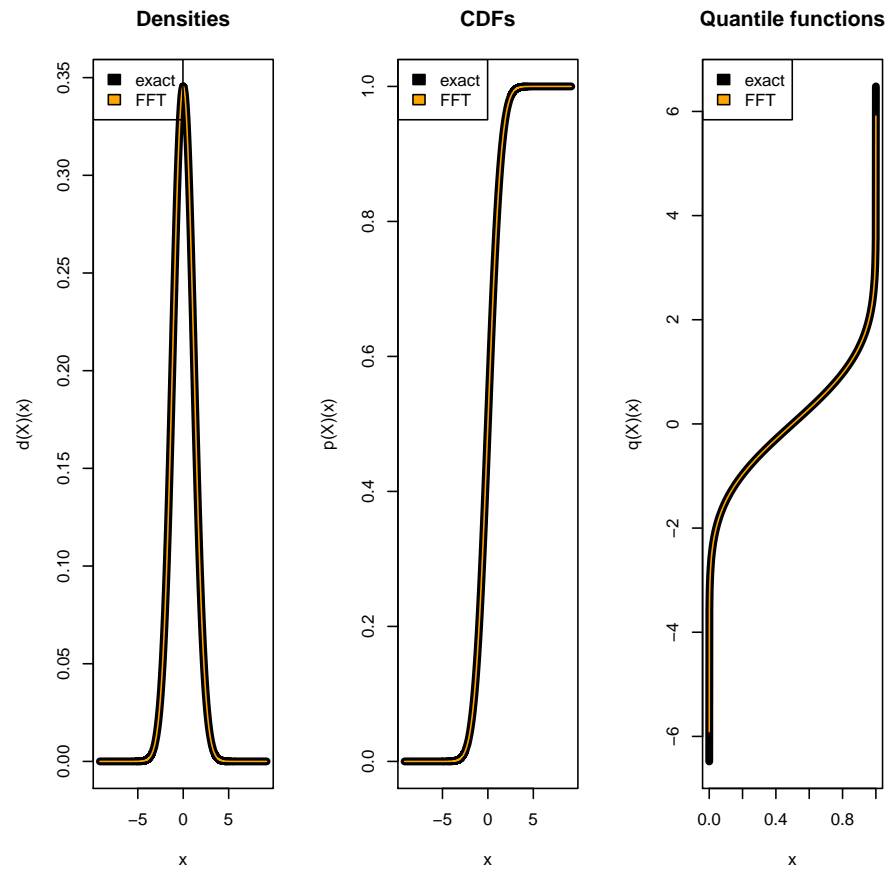 Densities
exact
FFT
d(X)(x)
0.00
0.05
0.10
0.15
0.20
0.25
0.30
0.35
−5 0 5
x
CDFs
exact
FFT
p(X)(x)
0.0
0.2
0.4
0.6
0.8
1.0
−5 0 5
x
Quantile functions
exact
FFT
q(X)(x)
−6
−4
−2
0
2
4
6
0.0 0.4 0.8
x